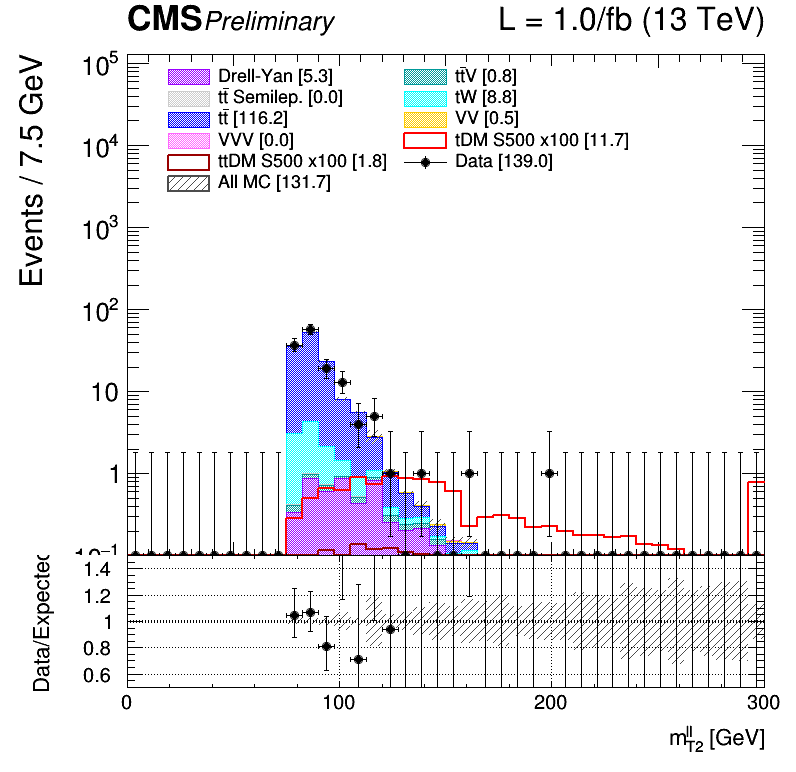 CMS Preliminary L = 1.0/fb (13 TeV)
Events / 7.5 GeV
10⁵
10⁴
10³
10²
10
1
10⁻¹
Drell-Yan [5.3]
tt̄V [0.8]
tt̄ Semilep. [0.0]
tW [8.8]
tt̄ [116.2]
VV [0.5]
VVV [0.0]
tDM S500 x100 [11.7]
ttDM S500 x100 [1.8]
Data [139.0]
All MC [131.7]
Data/Expected
1.4
1.2
1
0.8
0.6
0 100 200 300
m_T2^ll [GeV]